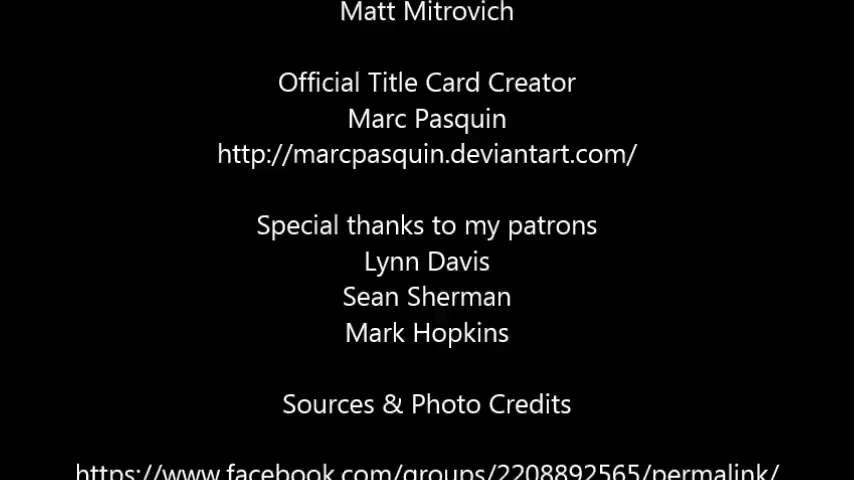 Matt Mitrovich
Official Title Card Creator
Marc Pasquin
http://marcpasquin.deviantart.com/
Special thanks to my patrons
Lynn Davis
Sean Sherman
Mark Hopkins
Sources & Photo Credits
https://www.facebook.com/groups/2208892565/permalink/